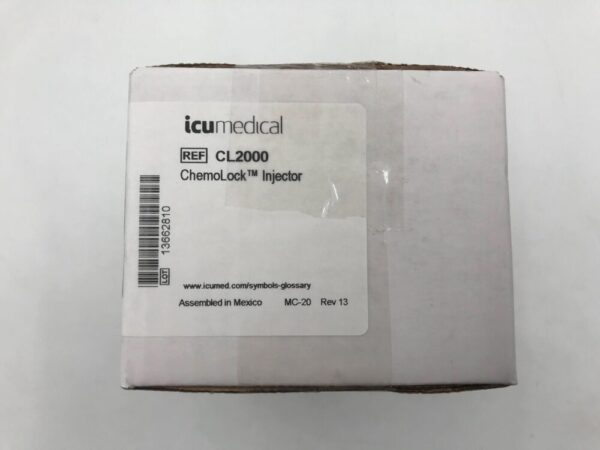 icumedical
REF CL2000
ChemoLock™ Injector
LOT 13662810
www.icumed.com/symbols-glossary
Assembled in Mexico MC-20 Rev 13